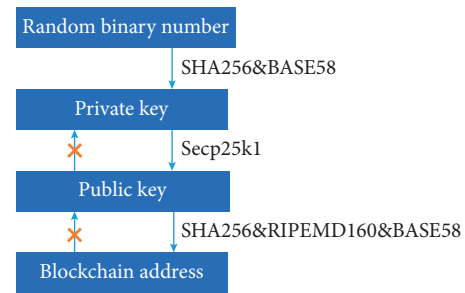 Random binary number
SHA256&BASE58
Private key
Secp25k1
Public key
SHA256&RIPEMD160&BASE58
Blockchain address